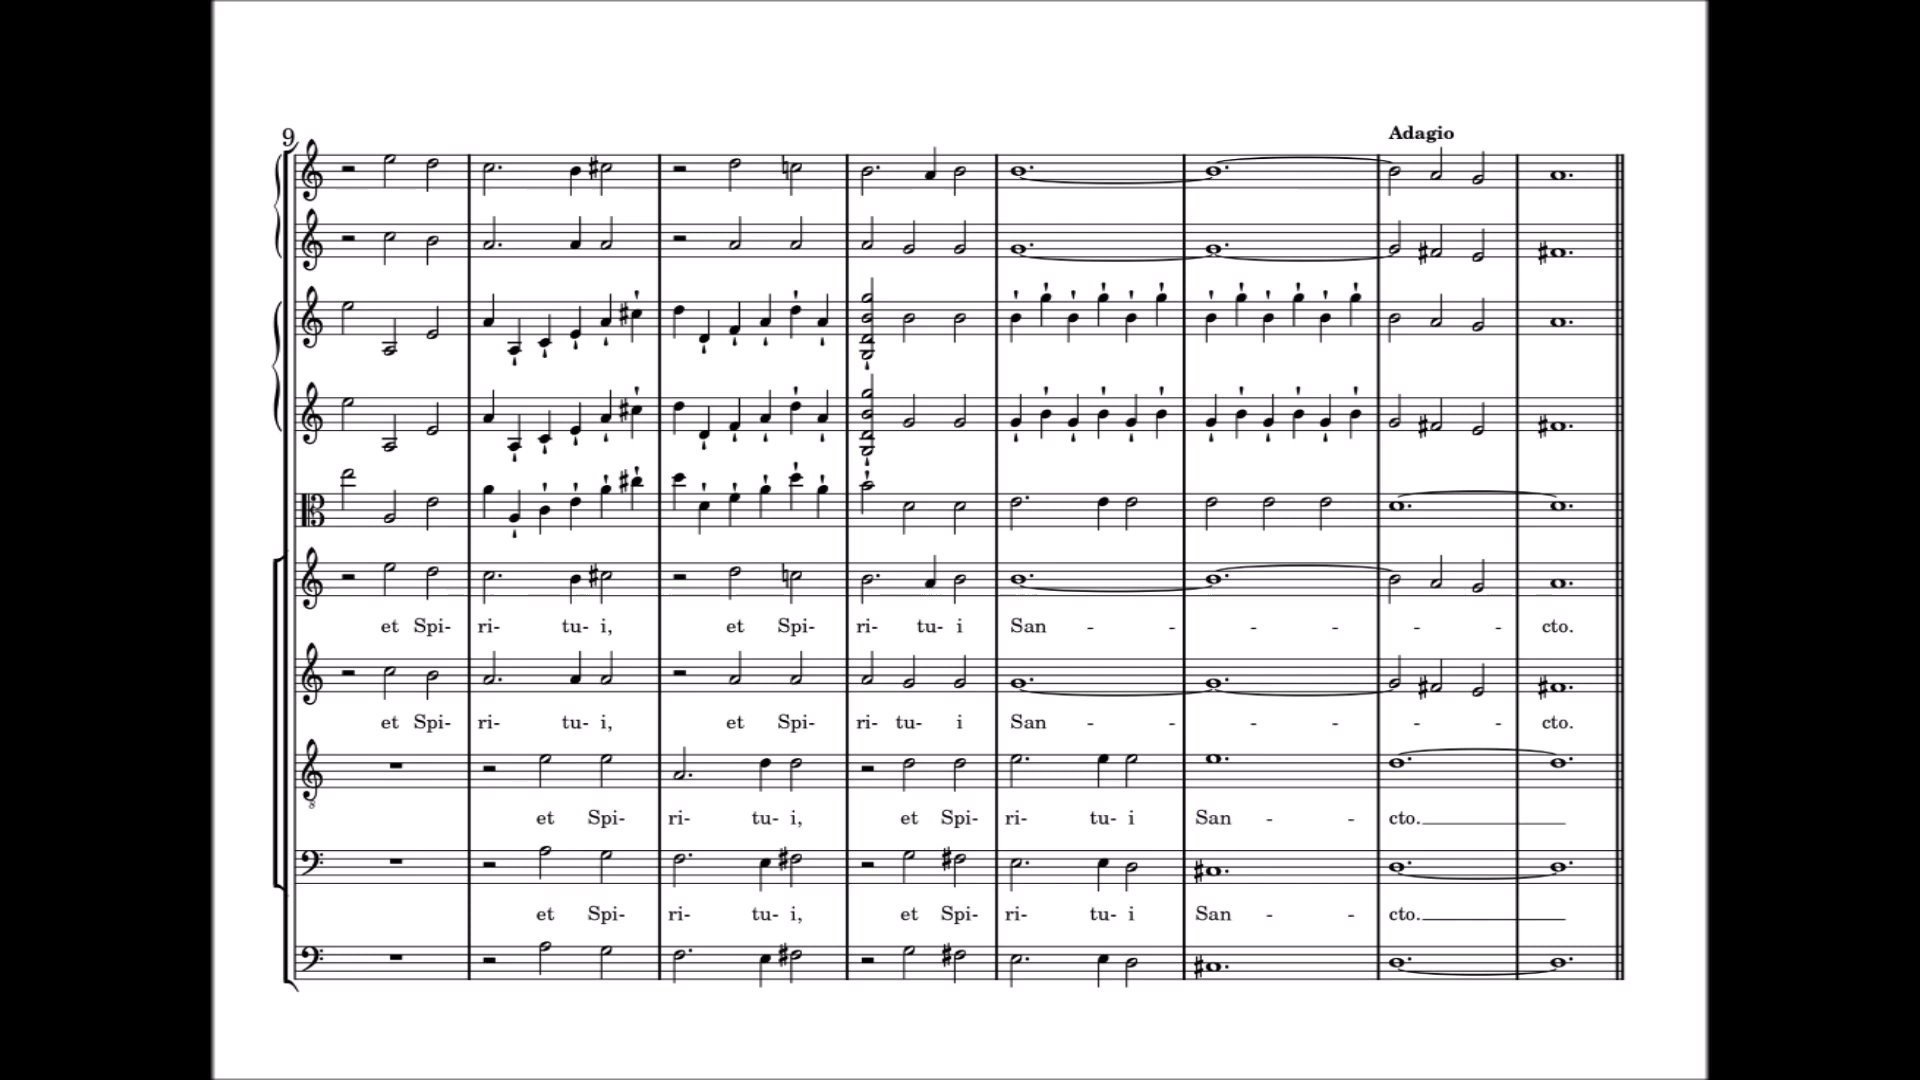 Adagio
9
et Spi- ri- tu- i, et Spi- ri- tu- i San - - - - - - cto.
et Spi- ri- tu- i, et Spi- ri- tu- i San - - - - - - cto.
8
et Spi- ri- tu- i, et Spi- ri- tu- i San - - cto.
et Spi- ri- tu- i, et Spi- ri- tu- i San - - cto.